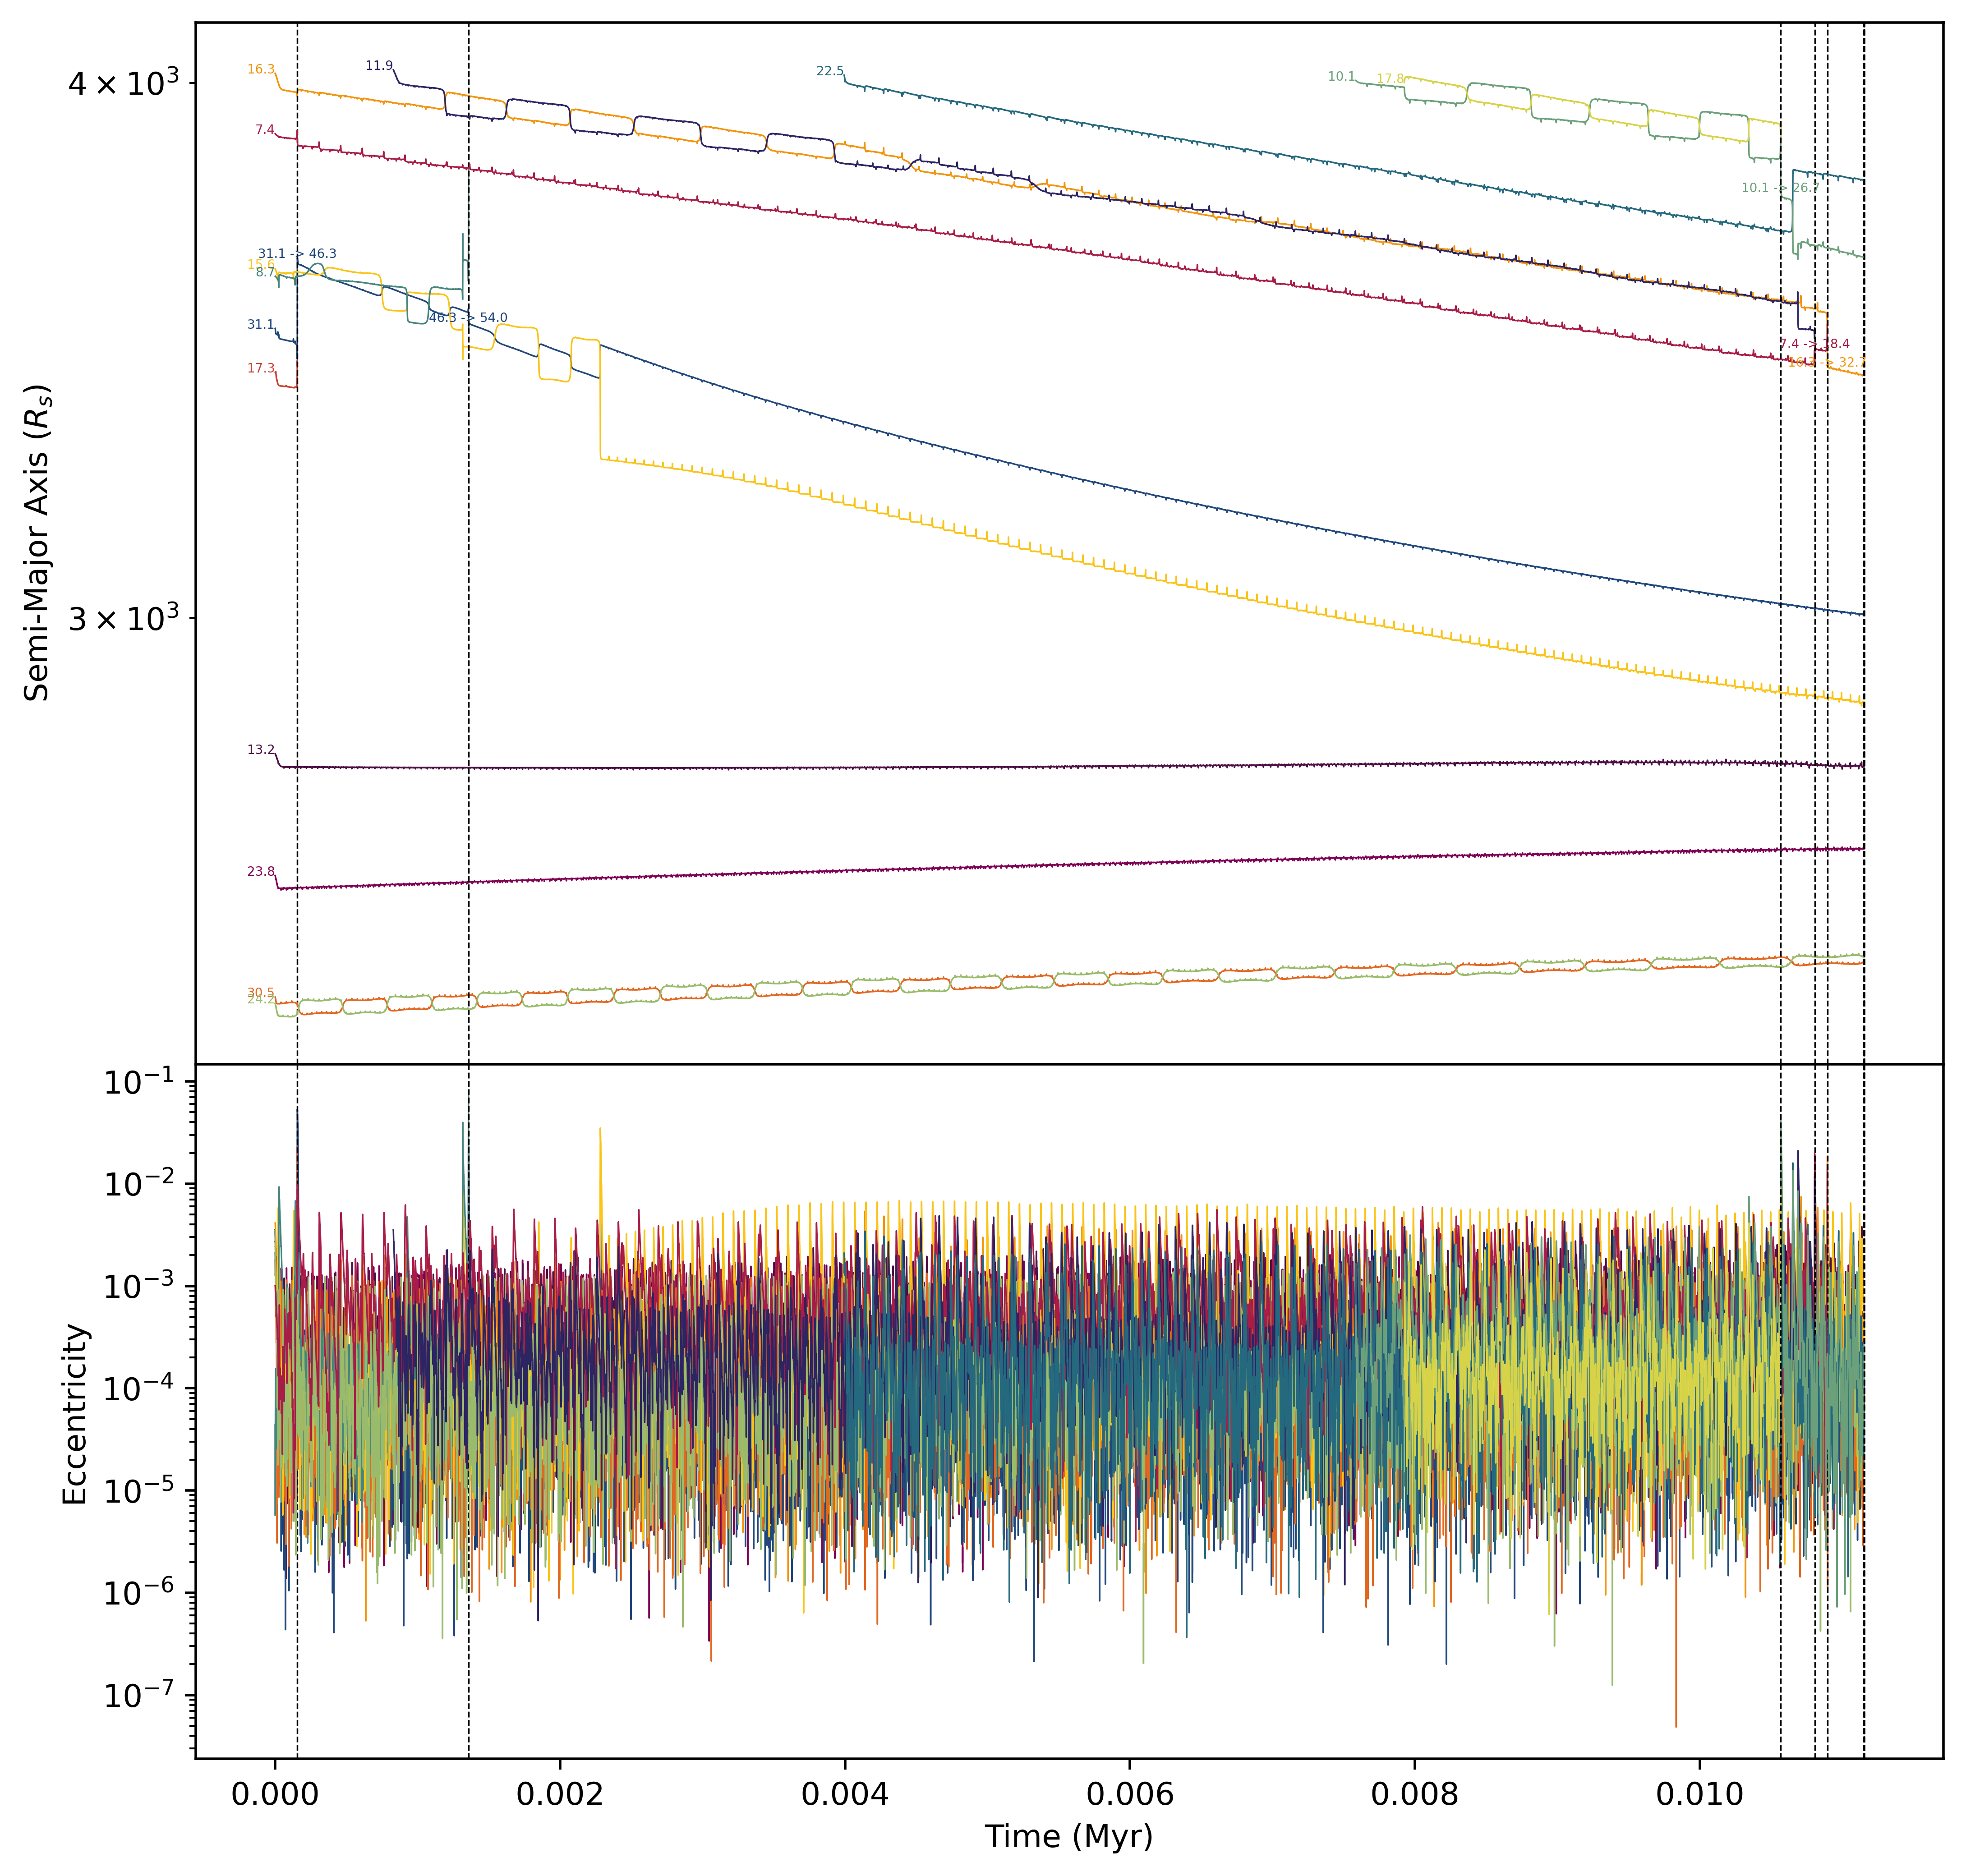 4 × 10³
3 × 10³
Semi-Major Axis (Rₛ)
16.3
11.9
22.5
10.1
17.8
7.4
10.1 -> 26.7
31.1 -> 46.3
15.6
8.7
46.3 -> 54.0
31.1
7.4 -> 18.4
16.3 -> 32.7
17.3
13.2
23.8
30.5
24.2
10⁻¹
10⁻²
10⁻³
10⁻⁴
10⁻⁵
10⁻⁶
10⁻⁷
Eccentricity
0.000 0.002 0.004 0.006 0.008 0.010
Time (Myr)